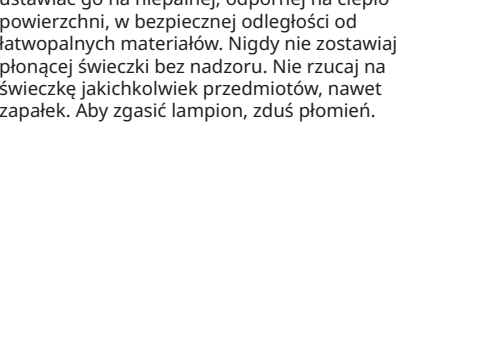 ustawiać go na niepalnej, odpornej na ciepło
powierzchni, w bezpiecznej odległości od
łatwopalnych materiałów. Nigdy nie zostawiaj
płonącej świeczki bez nadzoru. Nie rzucaj na
świeczkę jakichkolwiek przedmiotów, nawet
zapałek. Aby zgasić lampion, zduś płomień.